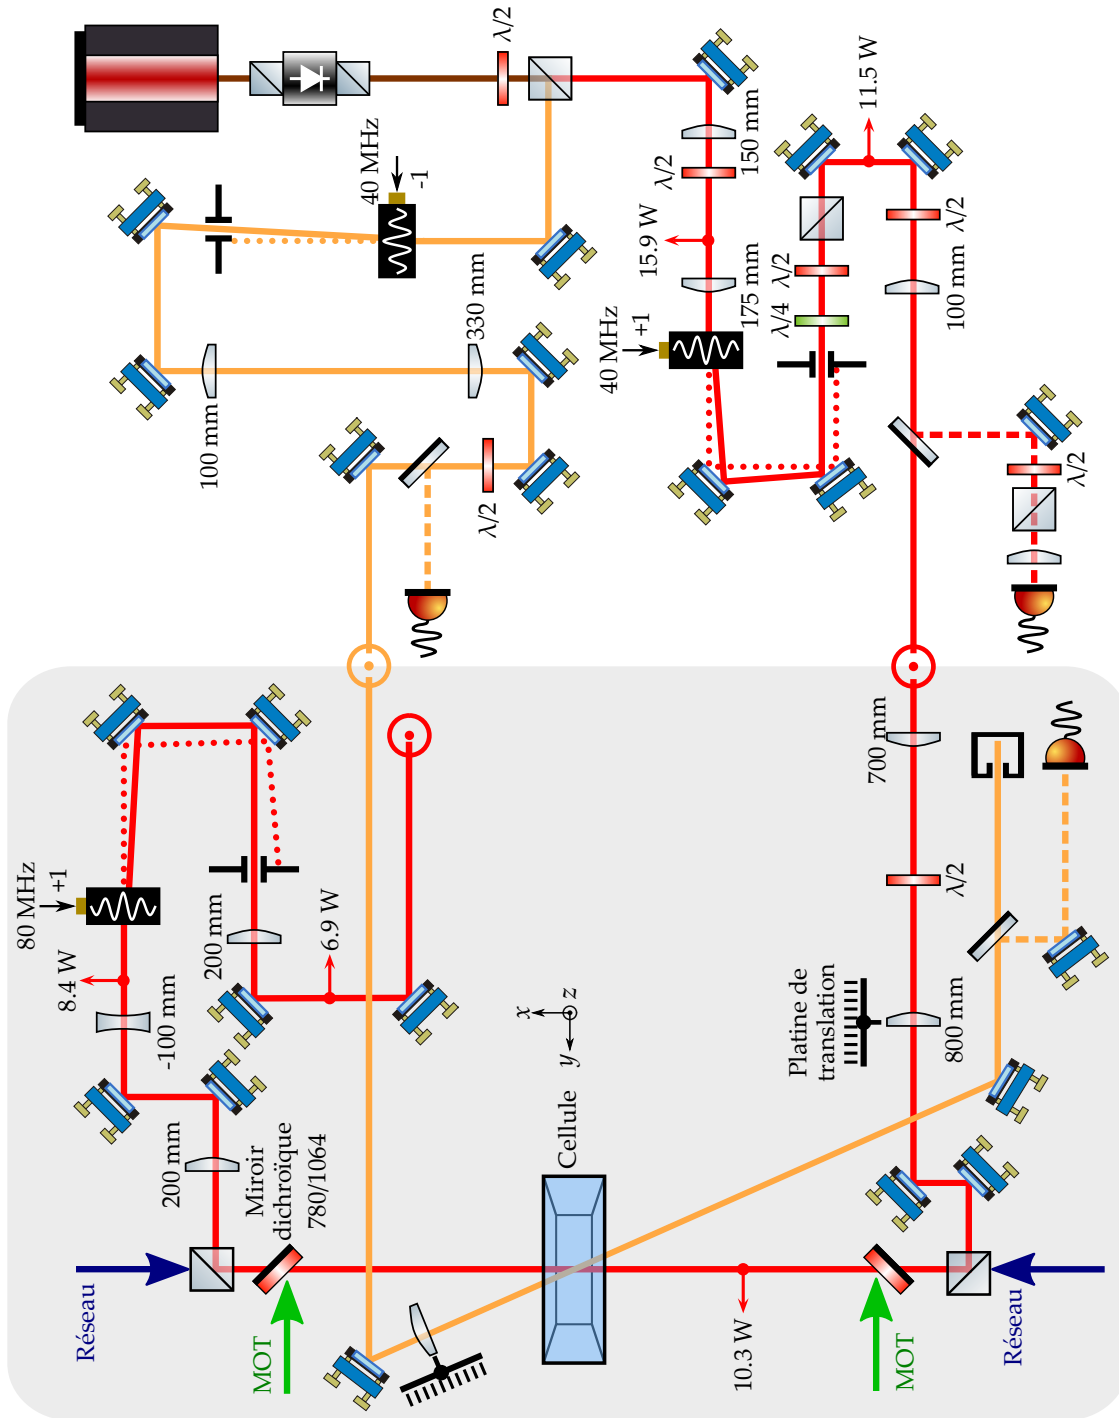 λ/2
40 MHz
-1
λ/2
150 mm
11.5 W
15.9 W
175 mm
λ/2
λ/4
λ/2
100 mm
40 MHz
+1
330 mm
100 mm
λ/2
λ/2
80 MHz
+1
8.4 W
-100 mm
200 mm
6.9 W
700 mm
λ/2
Platine de
translation
800 mm
x
y
z
Cellule
200 mm
Miroir
dichroïque
780/1064
Réseau
MOT
10.3 W
MOT
Réseau